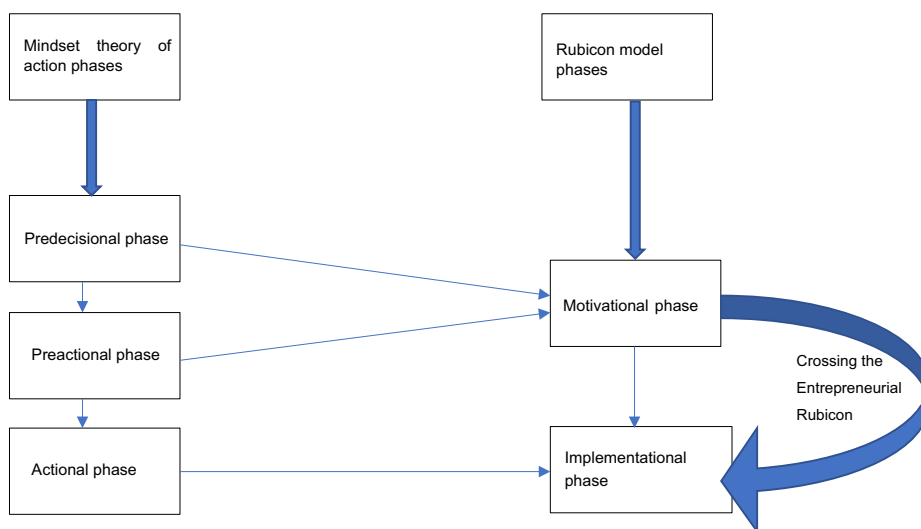 Mindset theory of
action phases
Rubicon model
phases
Predecisional phase
Motivational phase
Preactional phase
Crossing the
Entrepreneurial
Rubicon
Actional phase
Implementational
phase